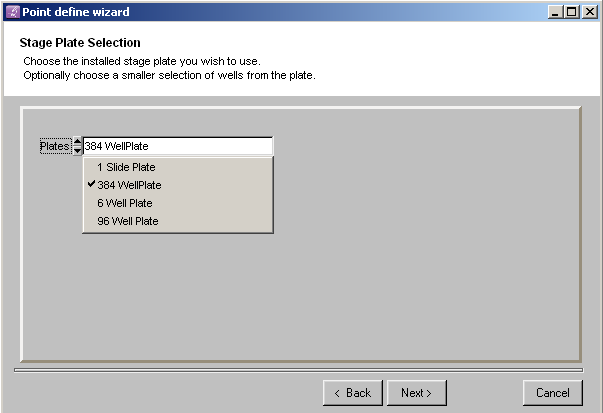 Point define wizard
Stage Plate Selection
Choose the installed stage plate you wish to use.
Optionally choose a smaller selection of wells from the plate.
Plates 384 WellPlate
1 Slide Plate
384 WellPlate
6 Well Plate
96 Well Plate
< Back Next > Cancel